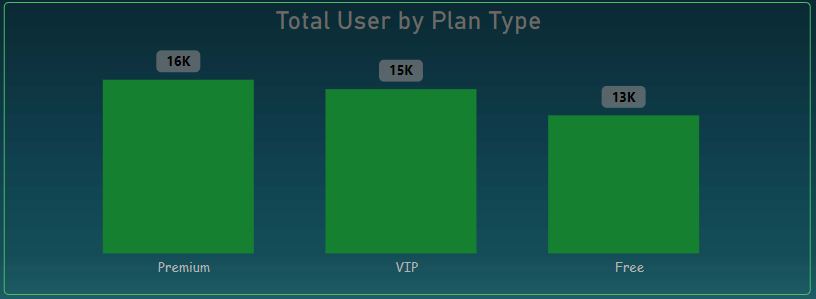 Total User by Plan Type
16K
15K
13K
Premium
VIP
Free